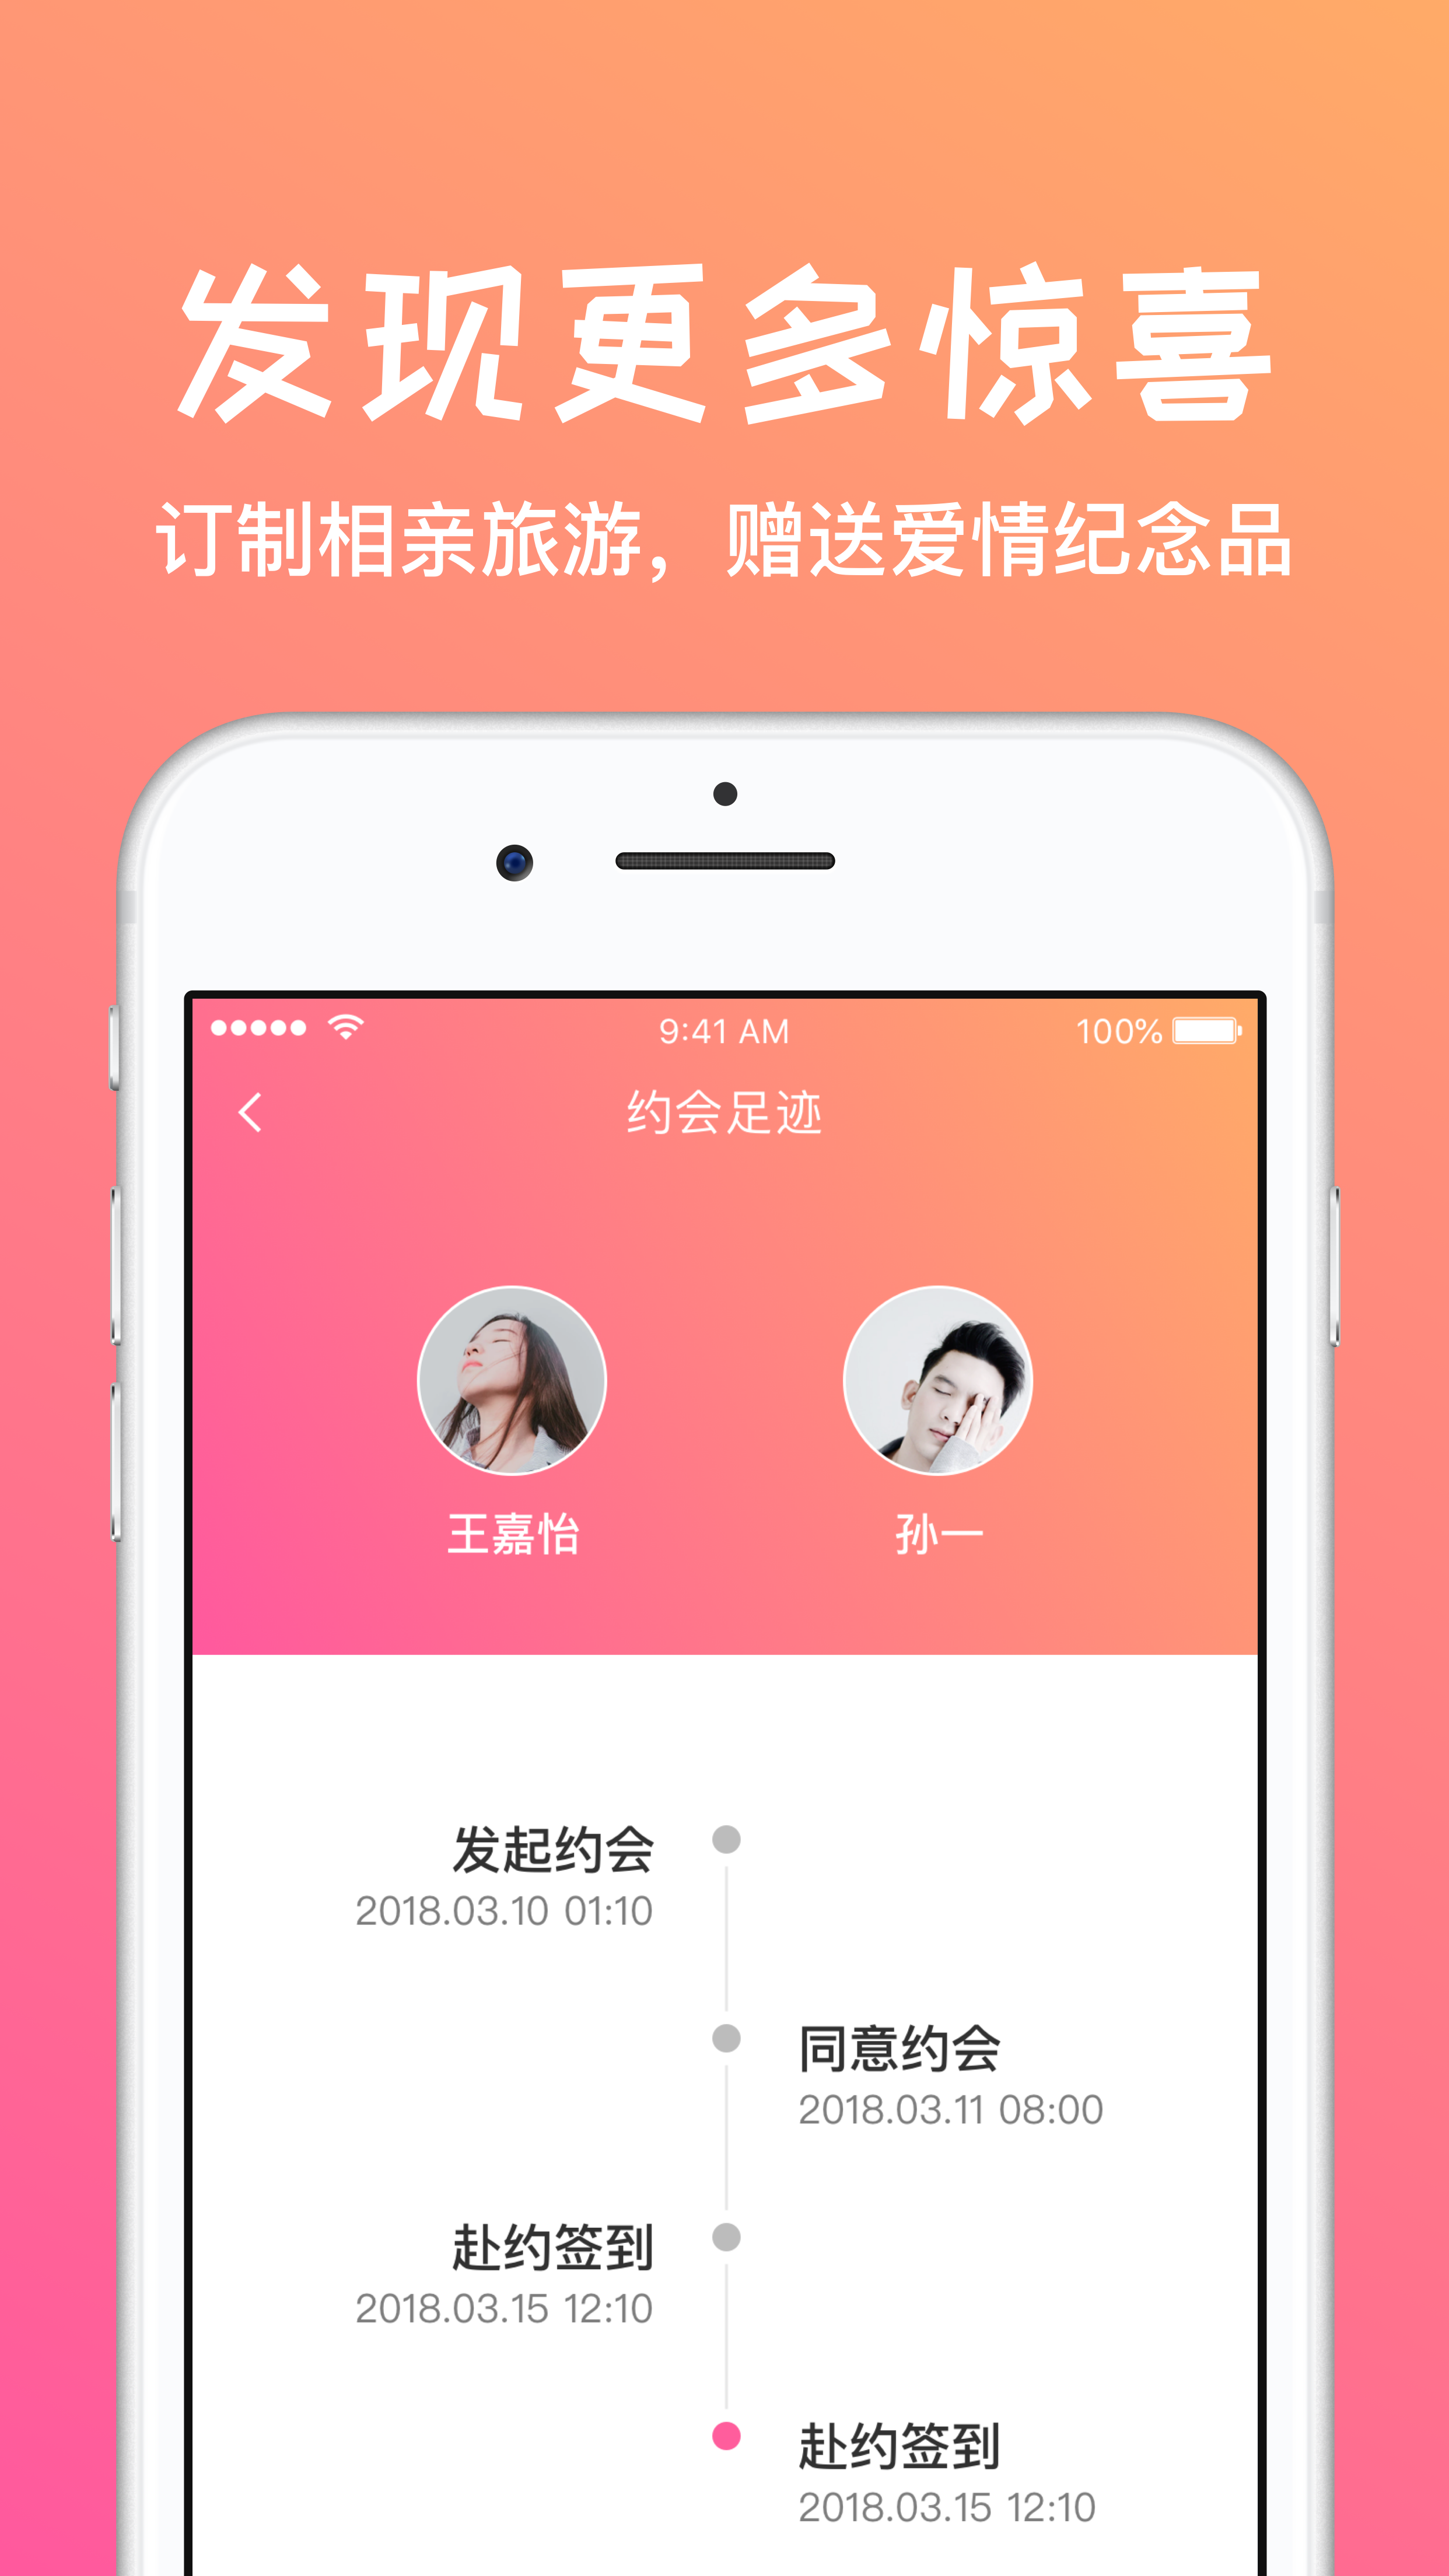 发现更多惊喜
订制相亲旅游，赠送爱情纪念品
9:41 AM
100%
约会足迹
王嘉怡
孙一
发起约会
2018.03.10 01:10
同意约会
2018.03.11 08:00
赴约签到
2018.03.15 12:10
赴约签到
2018.03.15 12:10